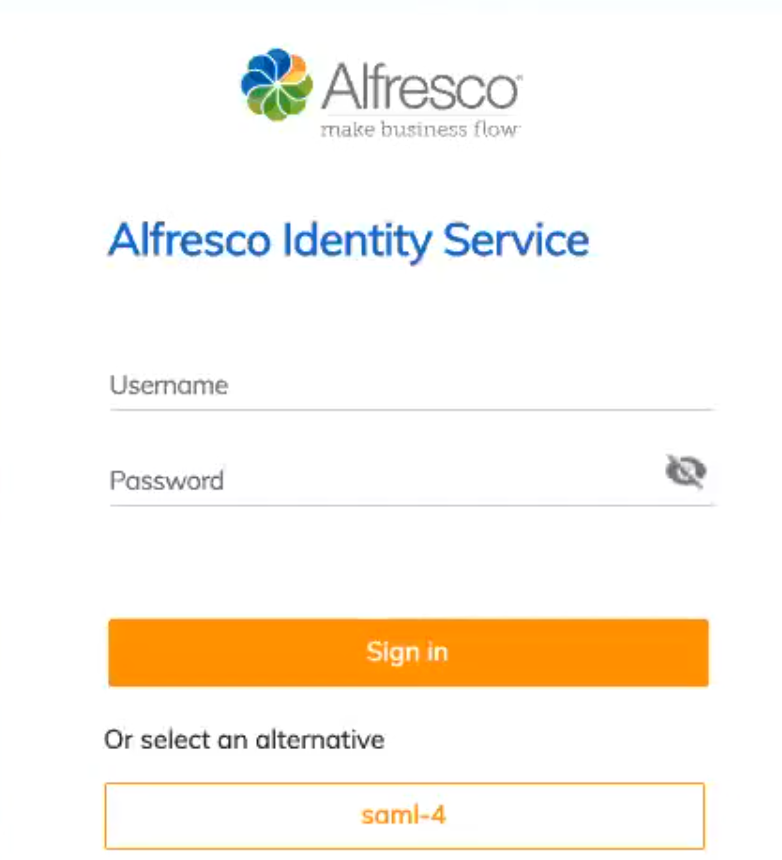 Alfresco
make business flow
Alfresco Identity Service
Username
Password
Sign in
Or select an alternative
saml-4